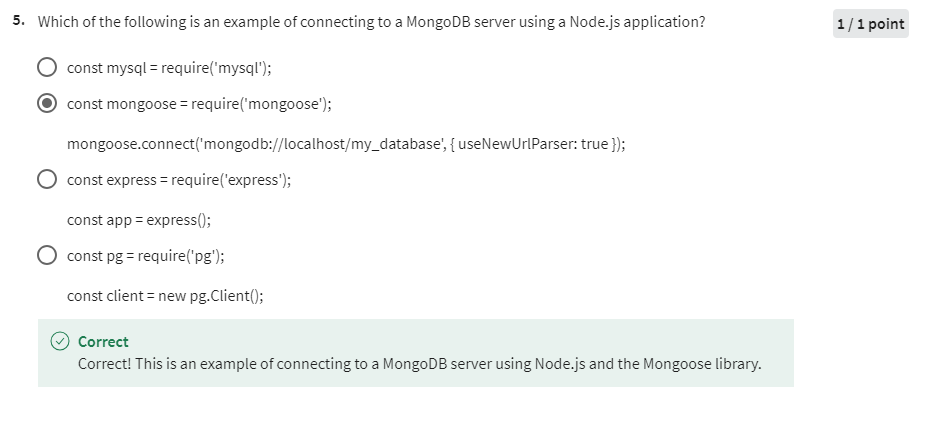 5. Which of the following is an example of connecting to a MongoDB server using a Node.js application?
1 / 1 point
const mysql = require('mysql');
const mongoose = require('mongoose');
mongoose.connect('mongodb://localhost/my_database', { useNewUrlParser: true });
const express = require('express');
const app = express();
const pg = require('pg');
const client = new pg.Client();
Correct
Correct! This is an example of connecting to a MongoDB server using Node.js and the Mongoose library.